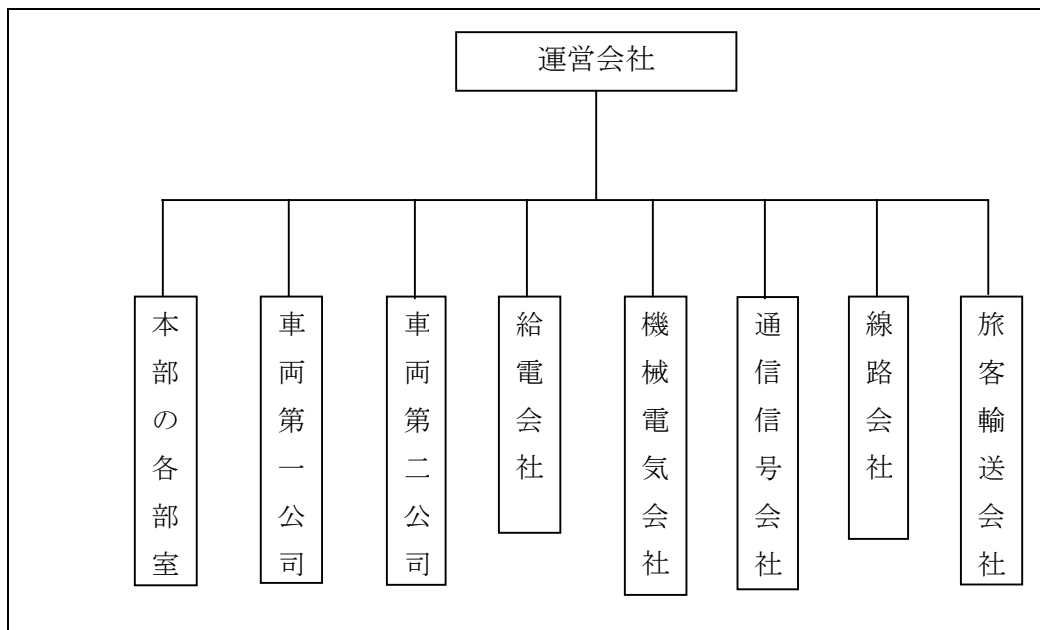 運営会社
本部の各部室
車両第一公司
車両第二公司
給電会社
機械電気会社
通信信号会社
線路会社
旅客輸送会社